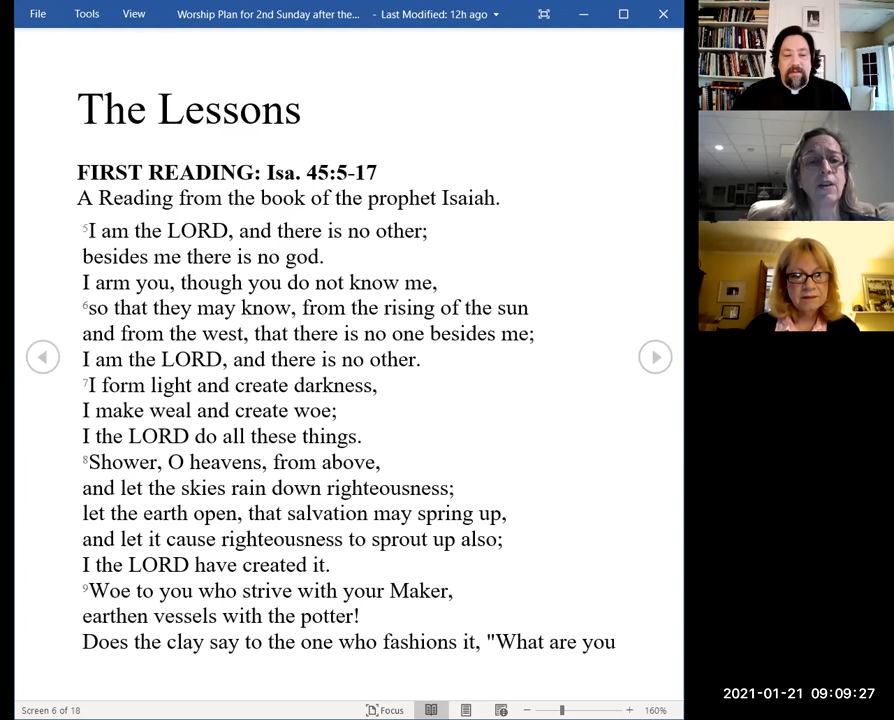 File Tools View Worship Plan for 2nd Sunday after the... - Last Modified: 12h ago
The Lessons
FIRST READING: Isa. 45:5-17
A Reading from the book of the prophet Isaiah.
5I am the LORD, and there is no other;
besides me there is no god.
I arm you, though you do not know me,
6so that they may know, from the rising of the sun
and from the west, that there is no one besides me;
I am the LORD, and there is no other.
7I form light and create darkness,
I make weal and create woe;
I the LORD do all these things.
8Shower, O heavens, from above,
and let the skies rain down righteousness;
let the earth open, that salvation may spring up,
and let it cause righteousness to sprout up also;
I the LORD have created it.
9Woe to you who strive with your Maker,
earthen vessels with the potter!
Does the clay say to the one who fashions it, "What are you
Screen 6 of 18 Focus 160%
2021-01-21 09:09:27